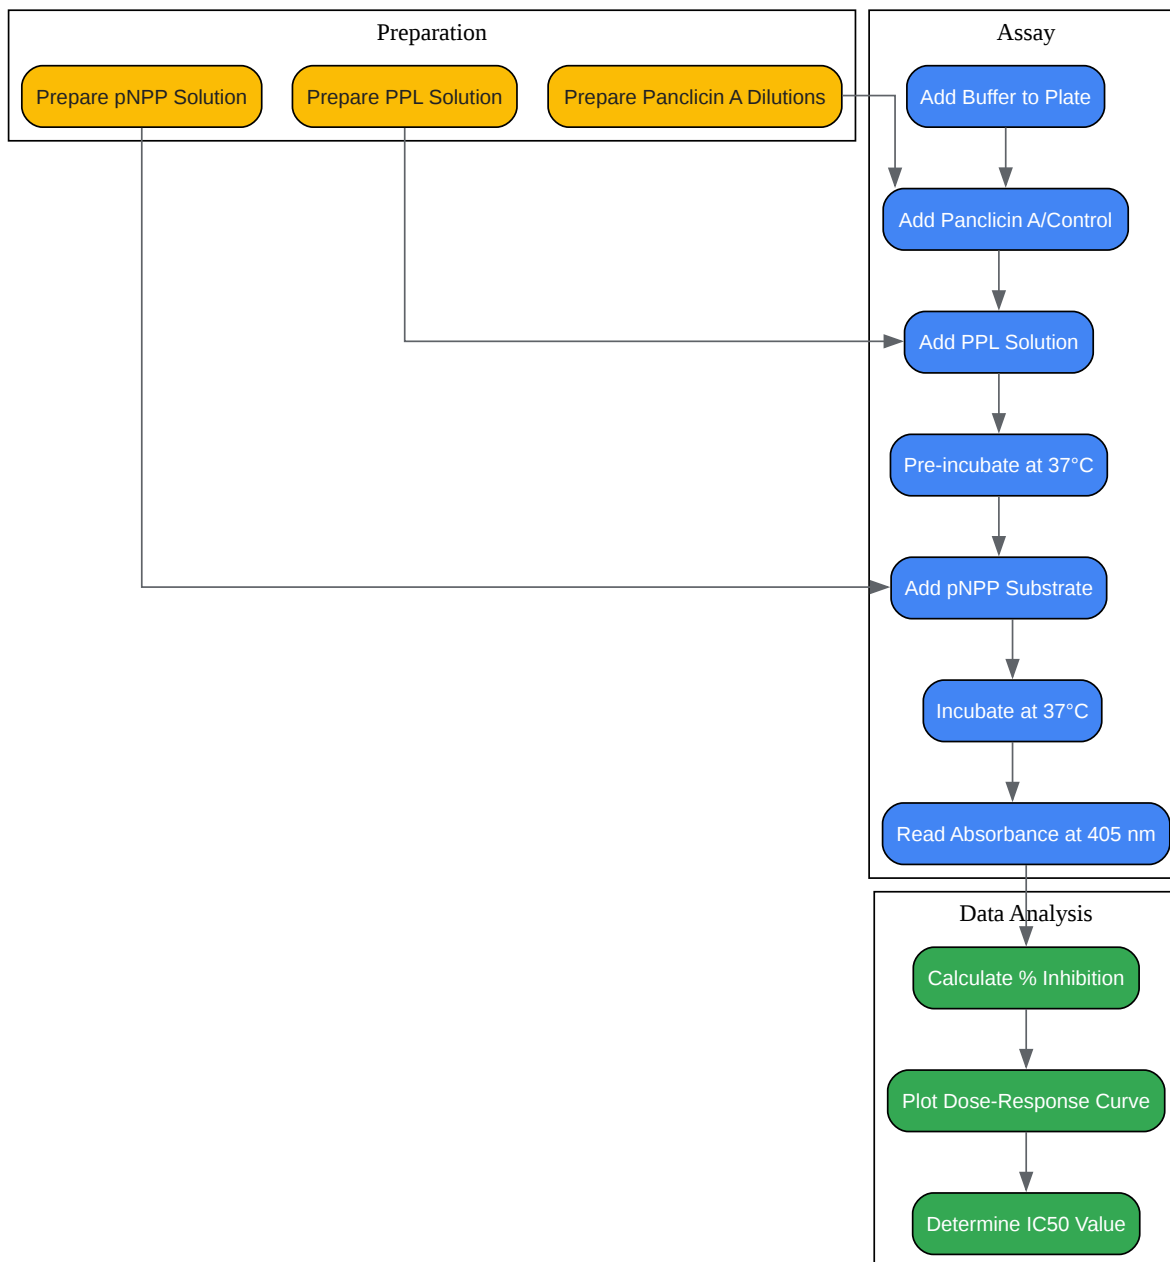 Preparation
Prepare pNPP Solution
Prepare PPL Solution
Prepare Panclicin A Dilutions
Assay
Add Buffer to Plate
Add Panclicin A/Control
Add PPL Solution
Pre-incubate at 37°C
Add pNPP Substrate
Incubate at 37°C
Read Absorbance at 405 nm
Data Analysis
Calculate % Inhibition
Plot Dose-Response Curve
Determine IC50 Value